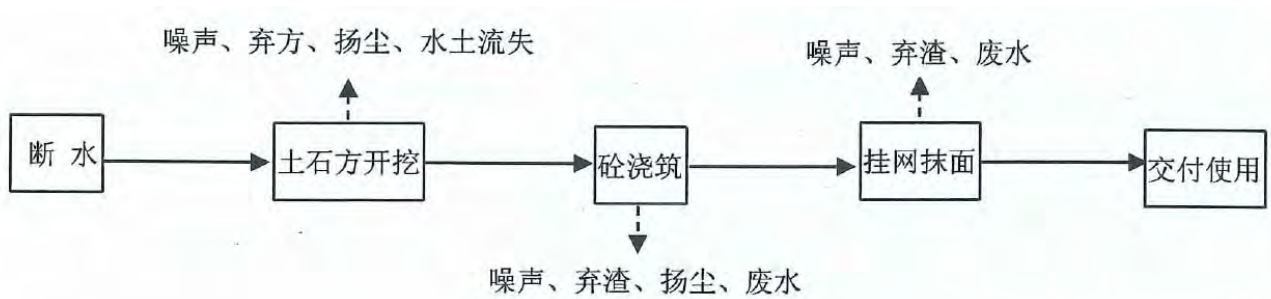 噪声、弃方、扬尘、水土流失
噪声、弃渣、废水
断 水
土石方开挖
砼浇筑
挂网抹面
交付使用
噪声、弃渣、扬尘、废水